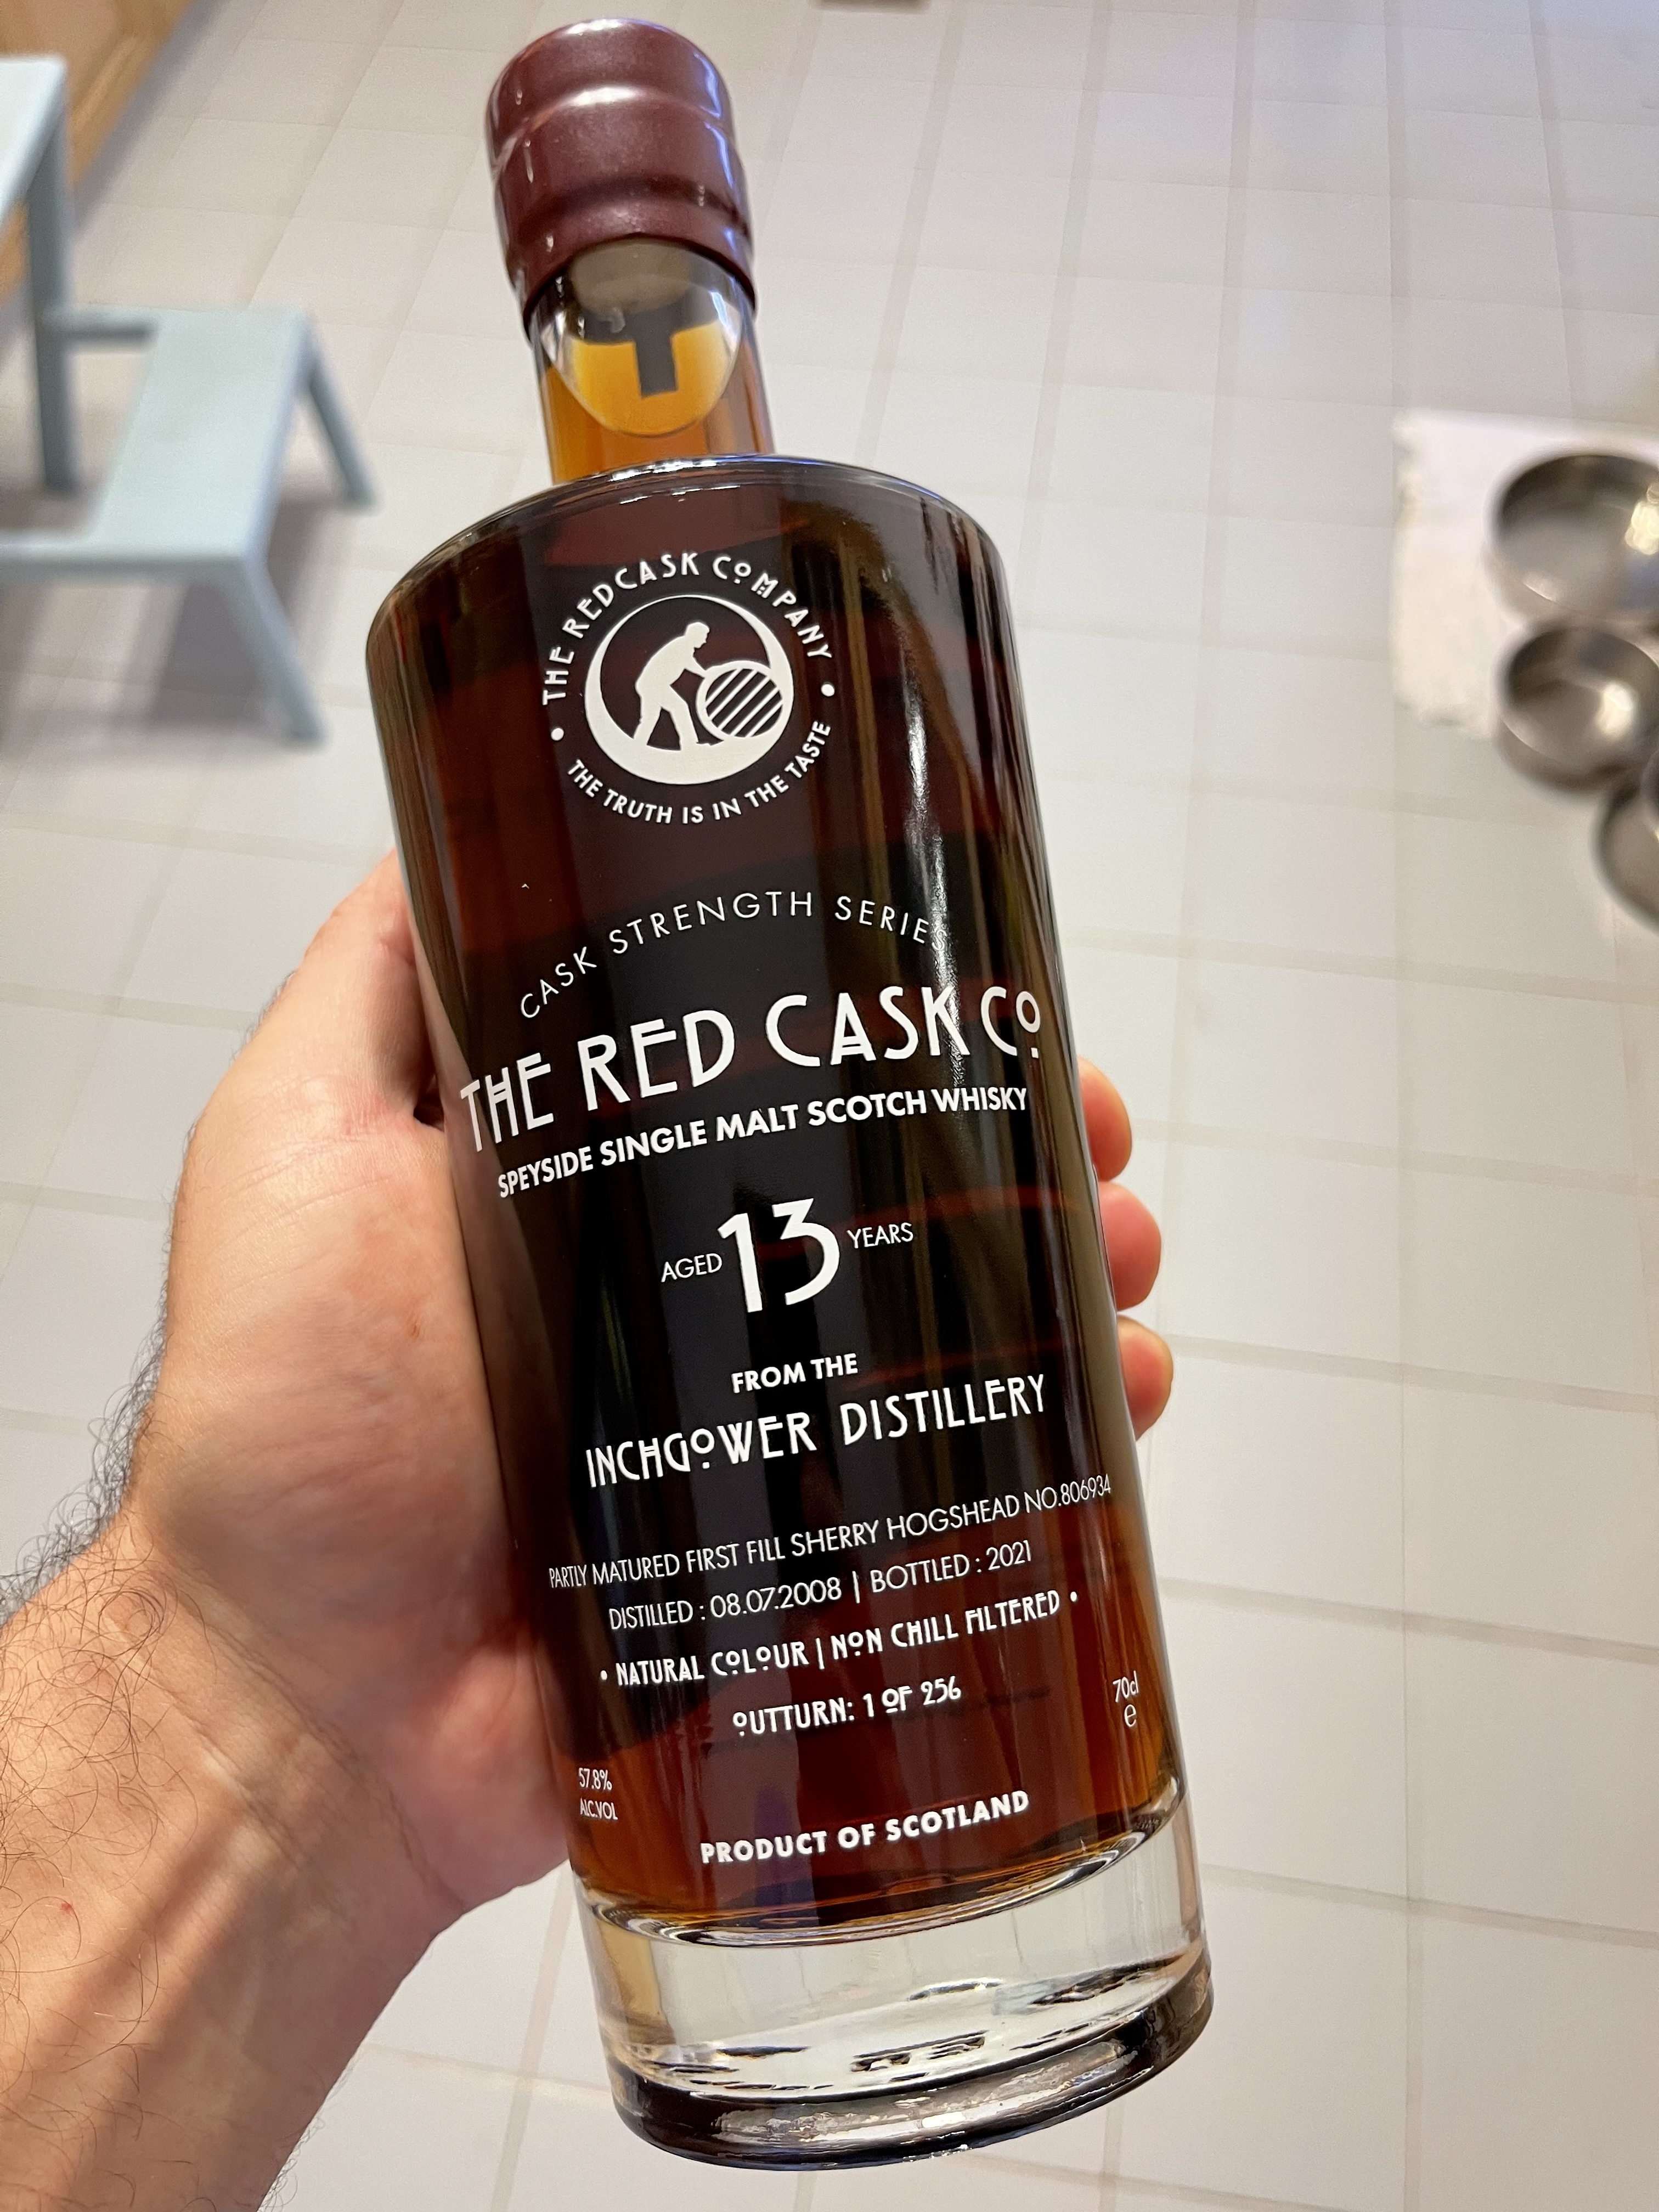 THE RED CASK COMPANY
• THE TRUTH IS IN THE TASTE •
CASK STRENGTH SERIES
THE RED CASK Co
SPEYSIDE SINGLE MALT SCOTCH WHISKY
AGED 13 YEARS
FROM THE
INCHGOWER DISTILLERY
PARTLY MATURED FIRST FILL SHERRY HOGSHEAD NO.806934
DISTILLED : 08.07.2008 | BOTTLED : 2021
• NATURAL COLOUR | NON CHILL FILTERED •
OUTTURN: 1 OF 256
70cl
e
57.8%
ALC.VOL
PRODUCT OF SCOTLAND